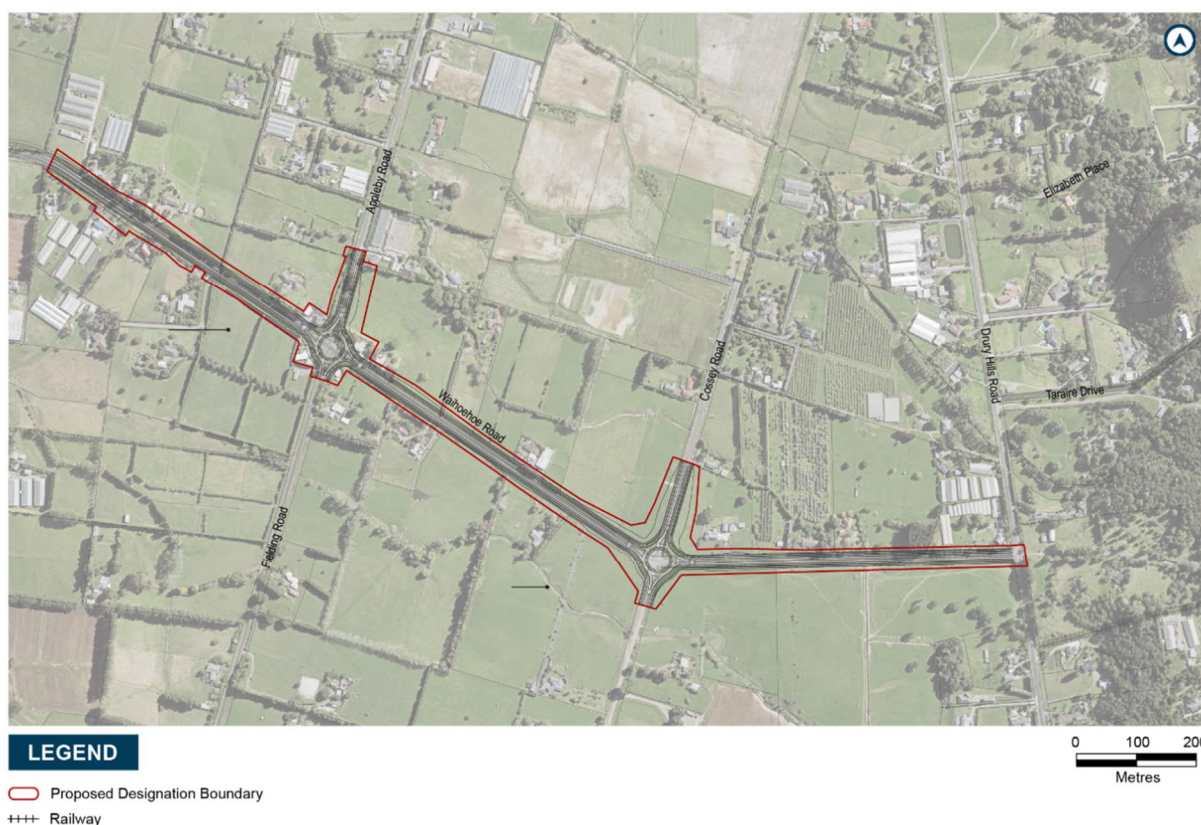 Appleby Road
Elizabeth Place
Cossey Road
Drury Hills Road
Taraire Drive
Waihoehoe Road
Fielding Road
LEGEND
Proposed Designation Boundary
Railway
0 100 200
Metres